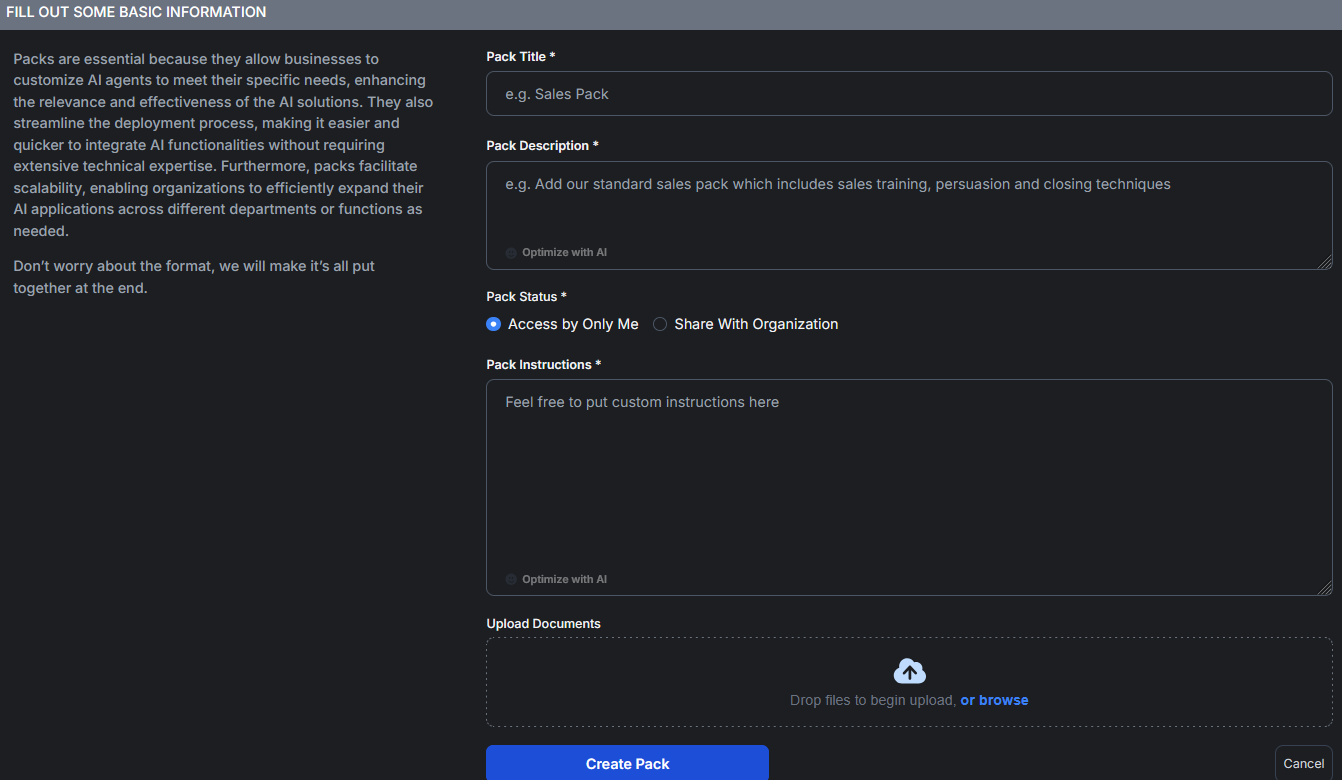 FILL OUT SOME BASIC INFORMATION
Packs are essential because they allow businesses to
customize AI agents to meet their specific needs, enhancing
the relevance and effectiveness of the AI solutions. They also
streamline the deployment process, making it easier and
quicker to integrate AI functionalities without requiring
extensive technical expertise. Furthermore, packs facilitate
scalability, enabling organizations to efficiently expand their
AI applications across different departments or functions as
needed.
Don't worry about the format, we will make it's all put
together at the end.
Pack Title *
e.g. Sales Pack
Pack Description *
e.g. Add our standard sales pack which includes sales training, persuasion and closing techniques
Optimize with AI
Pack Status *
Access by Only Me
Share With Organization
Pack Instructions *
Feel free to put custom instructions here
Optimize with AI
Upload Documents
Drop files to begin upload, or browse
Create Pack
Cancel